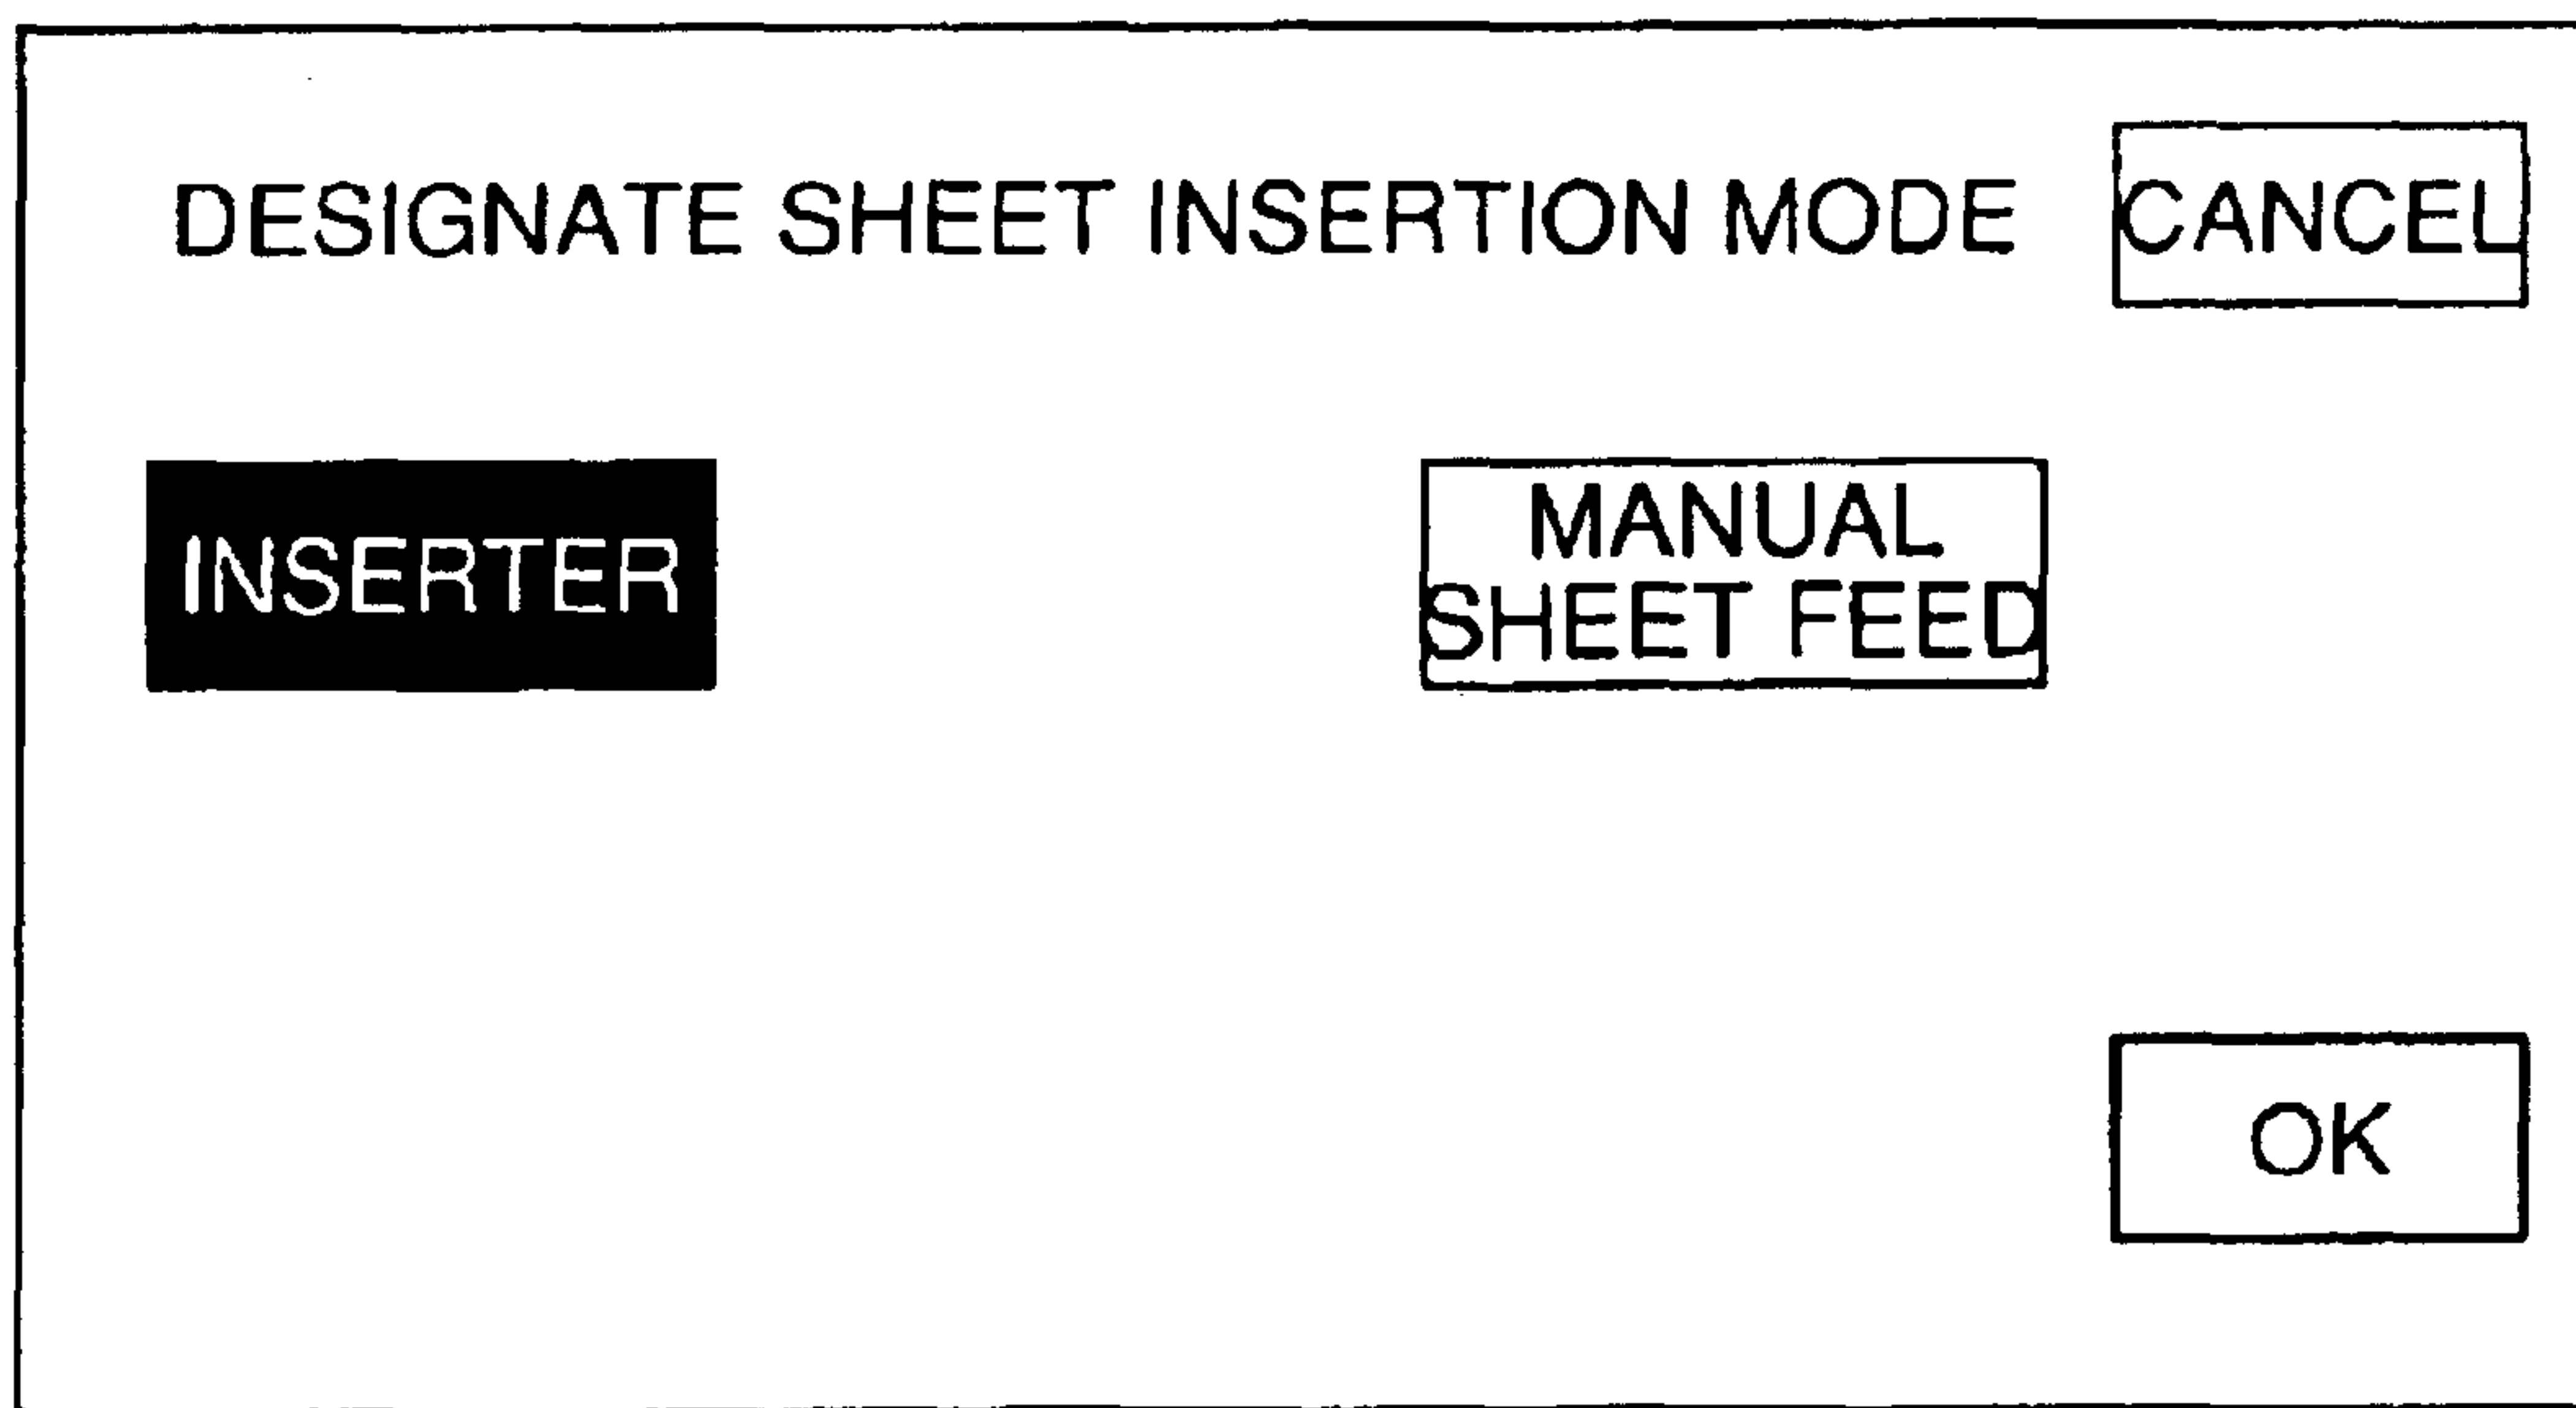 DESIGNATE SHEET INSERTION MODE CANCEL
INSERTER
MANUAL
SHEET FEED
OK